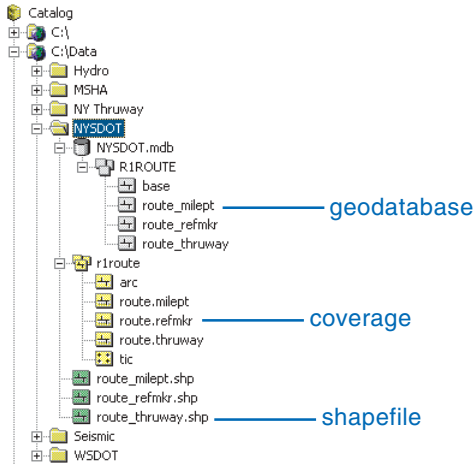 Catalog
C:\
C:\Data
Hydro
MSHA
NY Thruway
NYSDOT
NYSDOT.mdb
R1ROUTE
base
route_milept geodatabase
route_refmkr
route_thruway
r1route
arc
route.milept
route.refmkr coverage
route.thruway
tic
route_milept.shp
route_refmkr.shp
route_thruway.shp shapefile
Seismic
WSDOT